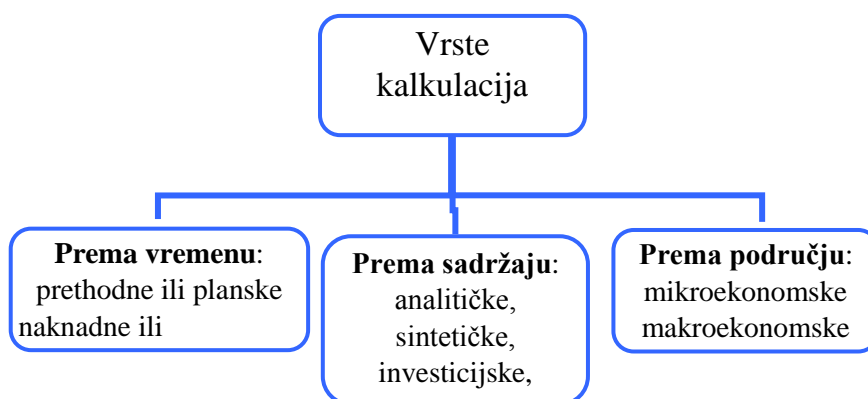 Vrste
kalkulacija
Prema vremenu:
prethodne ili planske
naknadne ili
Prema sadržaju:
analitičke,
sintetičke,
investicijske,
Prema području:
mikroekonomske
makroekonomske